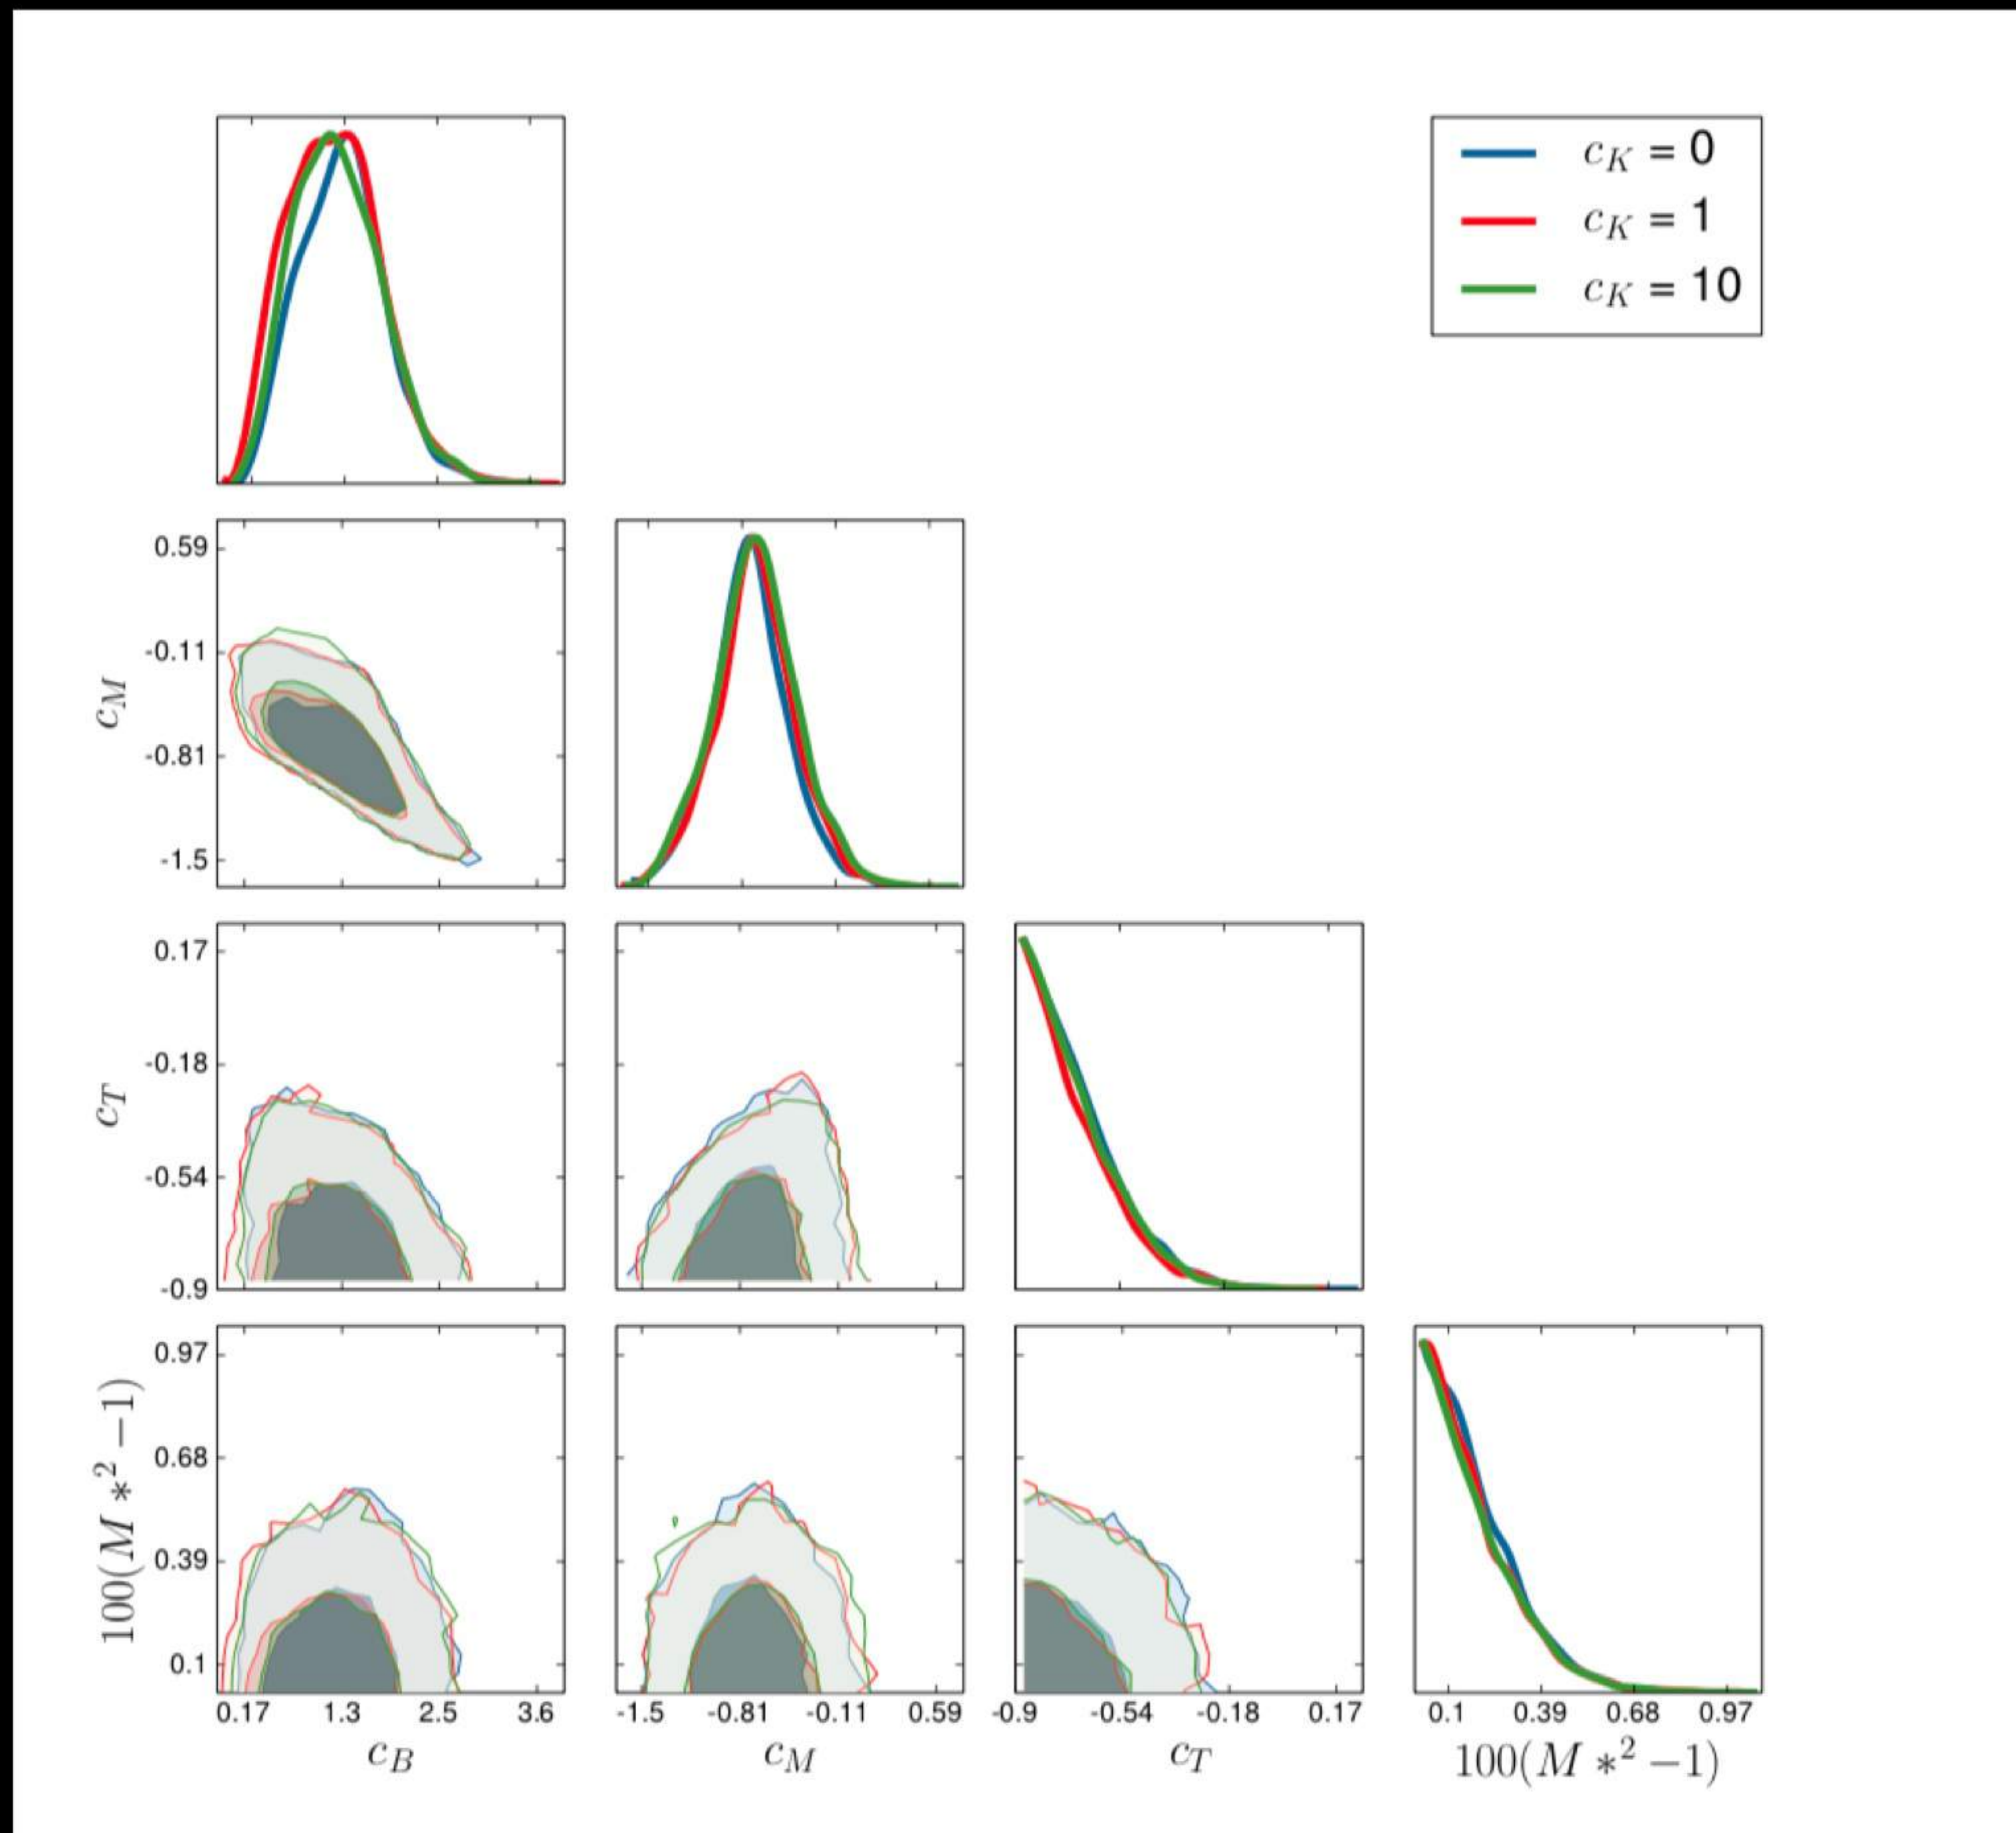 c_K = 0
c_K = 1
c_K = 10
0.59
-0.11
-0.81
-1.5
c_M
0.17
-0.18
-0.54
-0.9
c_T
0.97
0.68
0.39
0.1
100(M *² −1)
0.17 1.3 2.5 3.6 -1.5 -0.81 -0.11 0.59 -0.9 -0.54 -0.18 0.17 0.1 0.39 0.68 0.97
c_B c_M c_T 100(M *² −1)